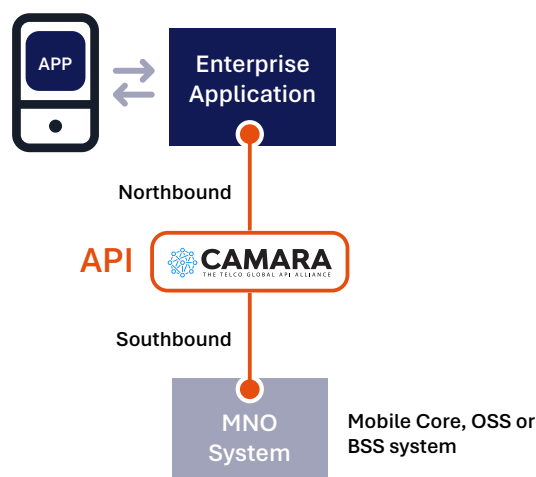 APP
Enterprise
Application
Northbound
API
CAMARA
THE TELCO GLOBAL API ALLIANCE
Southbound
MNO
System
Mobile Core, OSS or
BSS system